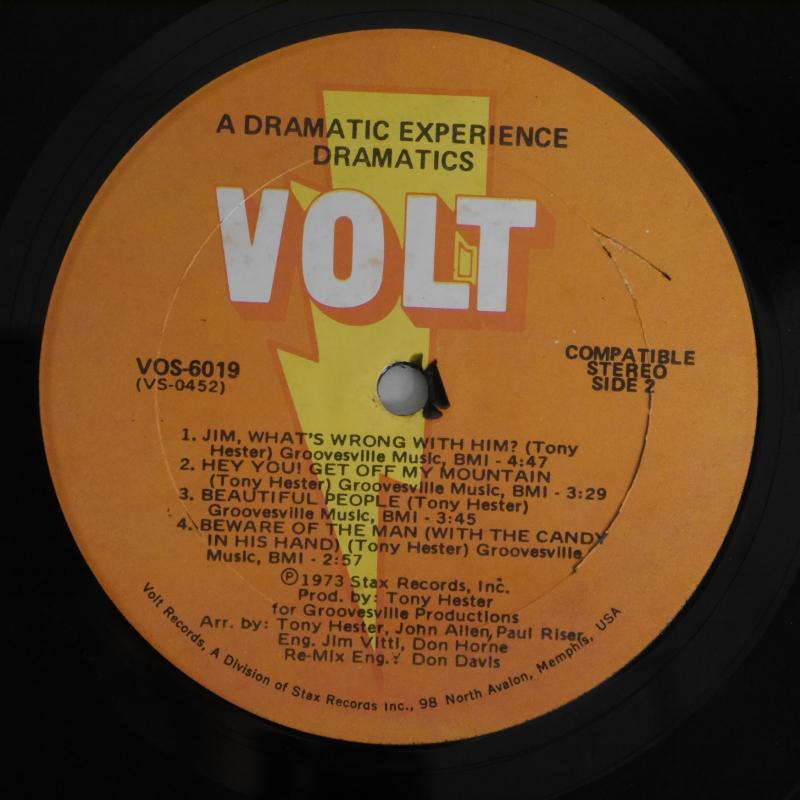 A DRAMATIC EXPERIENCE
DRAMATICS
VOLT
VOS-6019
(VS-0452)
COMPATIBLE
STEREO
SIDE 2
1. JIM, WHAT'S WRONG WITH HIM? (Tony
Hester) Groovesville Music, BMI - 4:47
2. HEY YOU! GET OFF MY MOUNTAIN
(Tony Hester) Groovesville Music, BMI - 3:29
3. BEAUTIFUL PEOPLE (Tony Hester)
Groovesville Music, BMI - 3:45
4. BEWARE OF THE MAN (WITH THE CANDY
IN HIS HAND) (Tony Hester) Groovesville
Music, BMI - 2:57
Ⓟ1973 Stax Records, Inc.
Prod. by: Tony Hester
for Groovesville Productions
Arr. by: Tony Hester, John Allen, Paul Riser
Eng. Jim Vitti, Don Horne
Re-Mix Eng.: Don Davis
Volt Records, A Division of Stax Records Inc., 98 North Avalon, Memphis, USA